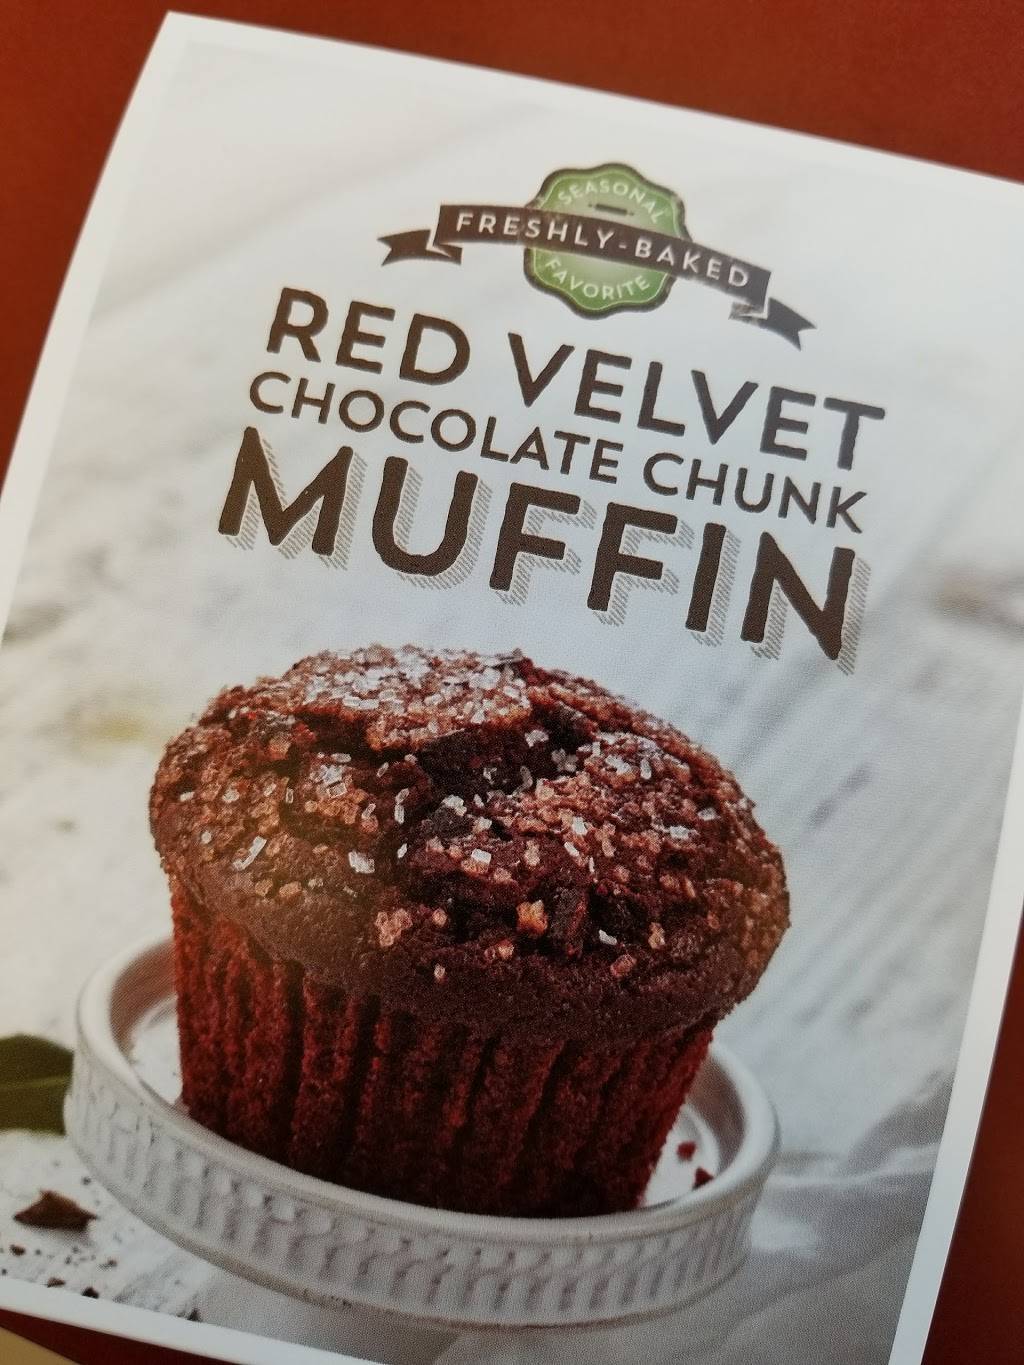 SEASONAL
FRESHLY-BAKED
FAVORITE
RED VELVET
CHOCOLATE CHUNK
MUFFIN